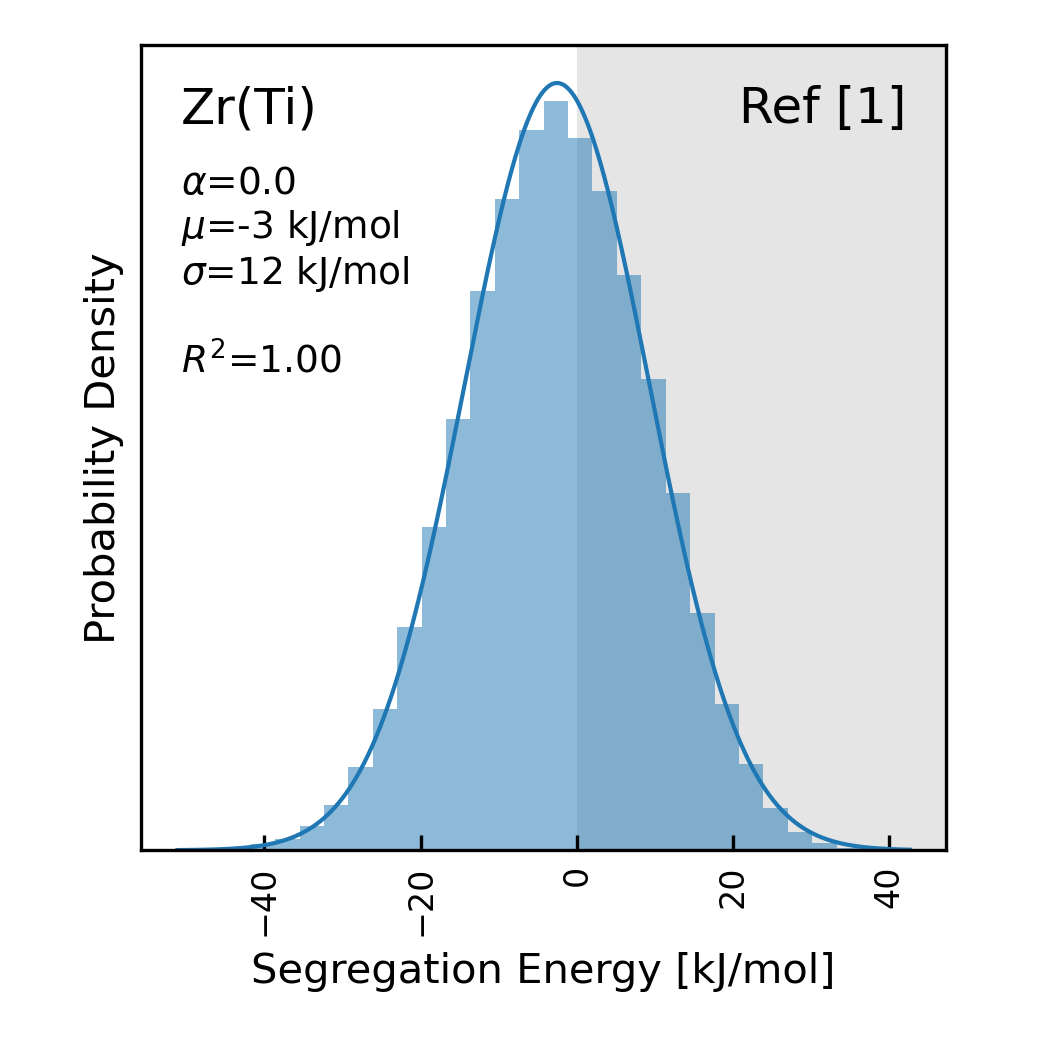 Zr(Ti)
Ref [1]
α=0.0
μ=-3 kJ/mol
σ=12 kJ/mol
R²=1.00
Probability Density
−40
−20
0
20
40
Segregation Energy [kJ/mol]